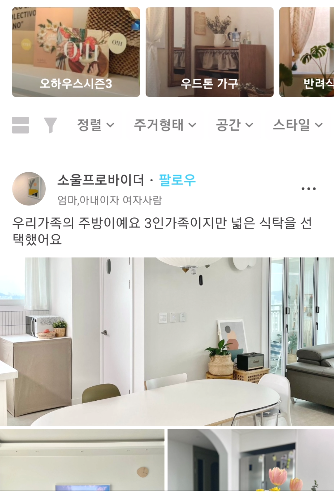 오하우스시즌3
우드톤 가구
반려식
정렬
주거형태
공간
스타일
소울프로바이더 · 팔로우
엄마,아내이자 여자사람
우리가족의 주방이예요 3인가족이지만 넓은 식탁을 선
택했어요